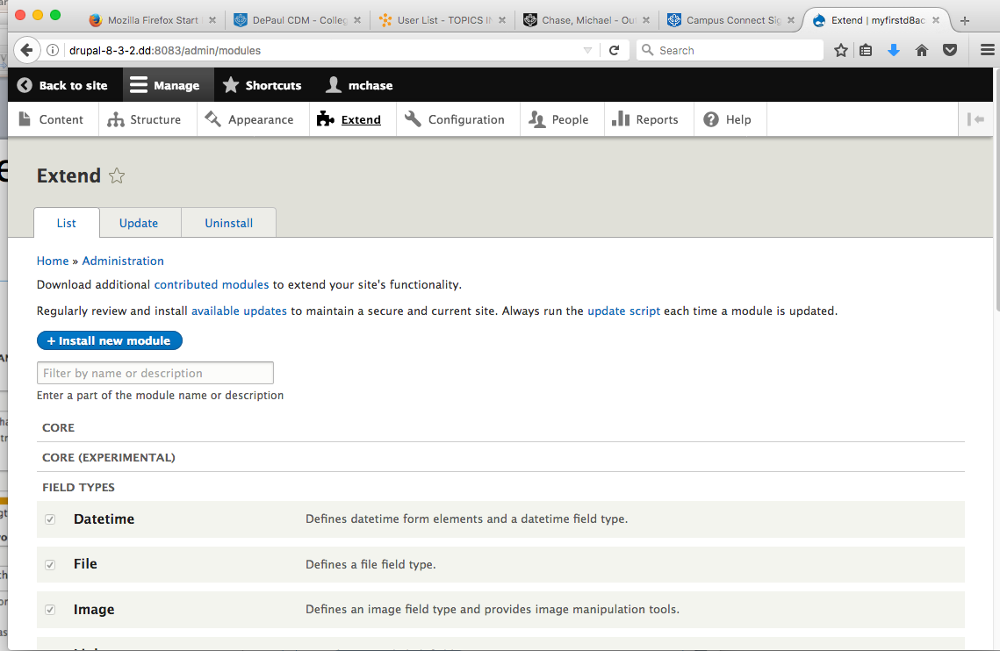 Mozilla Firefox Start
DePaul CDM - Colleg
User List - TOPICS IN
Chase, Michael - Out
Campus Connect Sig
Extend | myfirstd8ac
drupal-8-3-2.dd:8083/admin/modules
Search
Back to site
Manage
Shortcuts
mchase
Content
Structure
Appearance
Extend
Configuration
People
Reports
Help
Extend
List
Update
Uninstall
Home » Administration
Download additional contributed modules to extend your site's functionality.
Regularly review and install available updates to maintain a secure and current site. Always run the update script each time a module is updated.
+ Install new module
Filter by name or description
Enter a part of the module name or description
CORE
CORE (EXPERIMENTAL)
FIELD TYPES
Datetime
Defines datetime form elements and a datetime field type.
File
Defines a file field type.
Image
Defines an image field type and provides image manipulation tools.